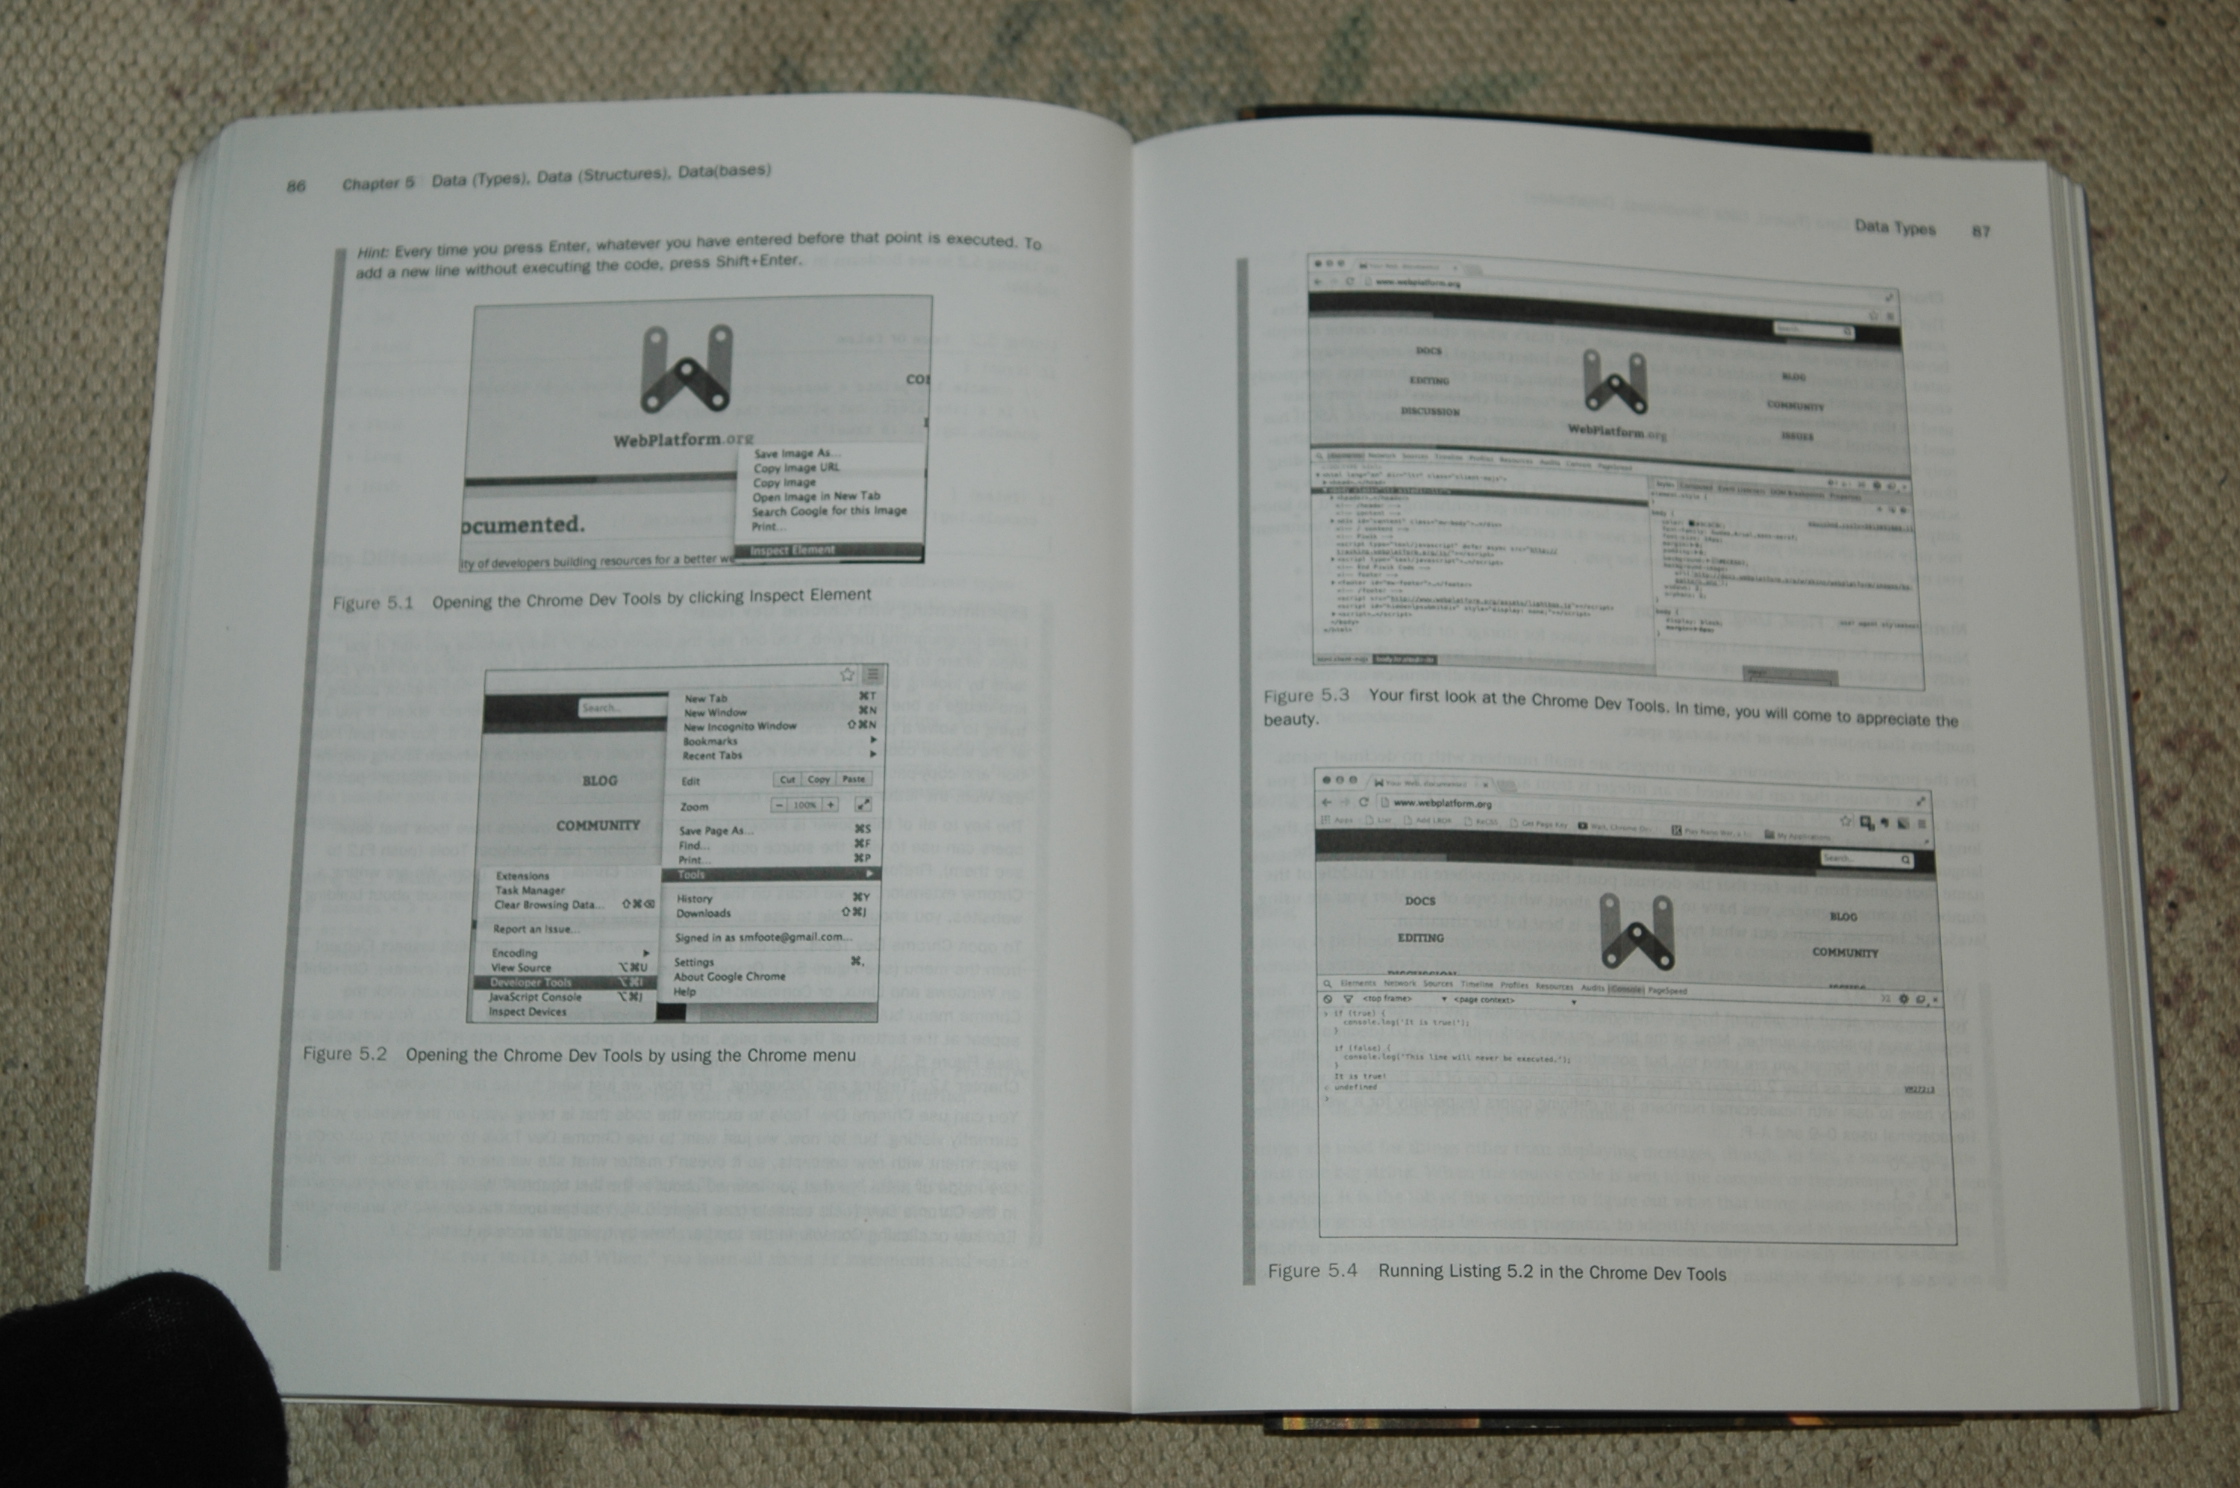 86 Chapter 5 Data (Types), Data (Structures), Data(bases)
Hint: Every time you press Enter, whatever you have entered before that point is executed. To
add a new line without executing the code, press Shift+Enter.
COI
WebPlatform.org
Save Image As...
Copy Image URL
Copy Image
Open Image in New Tab
Search Google for this Image
Print...
Inspect Element
ocumented.
ity of developers building resources for a better we
Figure 5.1 Opening the Chrome Dev Tools by clicking Inspect Element
Search...
BLOG
COMMUNITY
New Tab ⌘T
New Window ⌘N
New Incognito Window ⇧⌘N
Bookmarks
Recent Tabs
Edit Cut Copy Paste
Zoom − 100% +
Save Page As... ⌘S
Find... ⌘F
Print... ⌘P
Tools
History ⌘Y
Downloads ⇧⌘J
Signed in as smfoote@gmail.com...
Settings ⌘,
About Google Chrome
Help
Extensions
Task Manager
Clear Browsing Data... ⇧⌘⌫
Report an Issue...
Encoding
View Source ⌥⌘U
Developer Tools ⌥⌘I
JavaScript Console ⌥⌘J
Inspect Devices
Figure 5.2 Opening the Chrome Dev Tools by using the Chrome menu
Data Types 87
www.webplatform.org
Search
DOCS BLOG
EDITING COMMUNITY
DISCUSSION ISSUES
WebPlatform.org
Figure 5.3 Your first look at the Chrome Dev Tools. In time, you will come to appreciate the
beauty.
www.webplatform.org
Search...
DOCS BLOG
EDITING COMMUNITY
Elements Network Sources Timeline Profiles Resources Audits Console PageSpeed
<top frame> <page context>
> if (true) {
console.log('It is true!');
}
if (false) {
console.log('This line will never be executed.');
}
It is true!
< undefined
>
Figure 5.4 Running Listing 5.2 in the Chrome Dev Tools